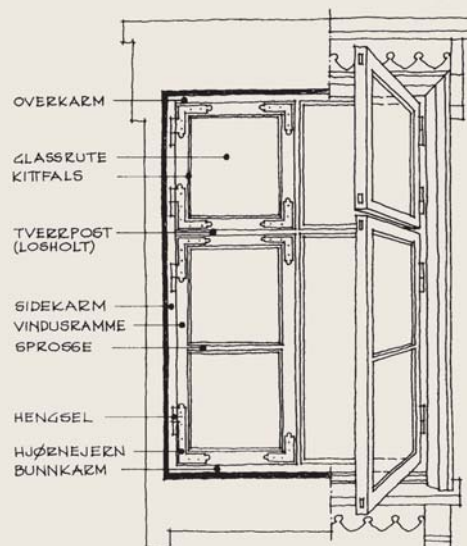 OVERKARM
GLASSRUTE
KITTFALS
TVERRPOST
(LOSHOLT)
SIDEKARM
VINDUSRAMME
SPROSSE
HENGSEL
HJØRNEJERN
BUNNKARM